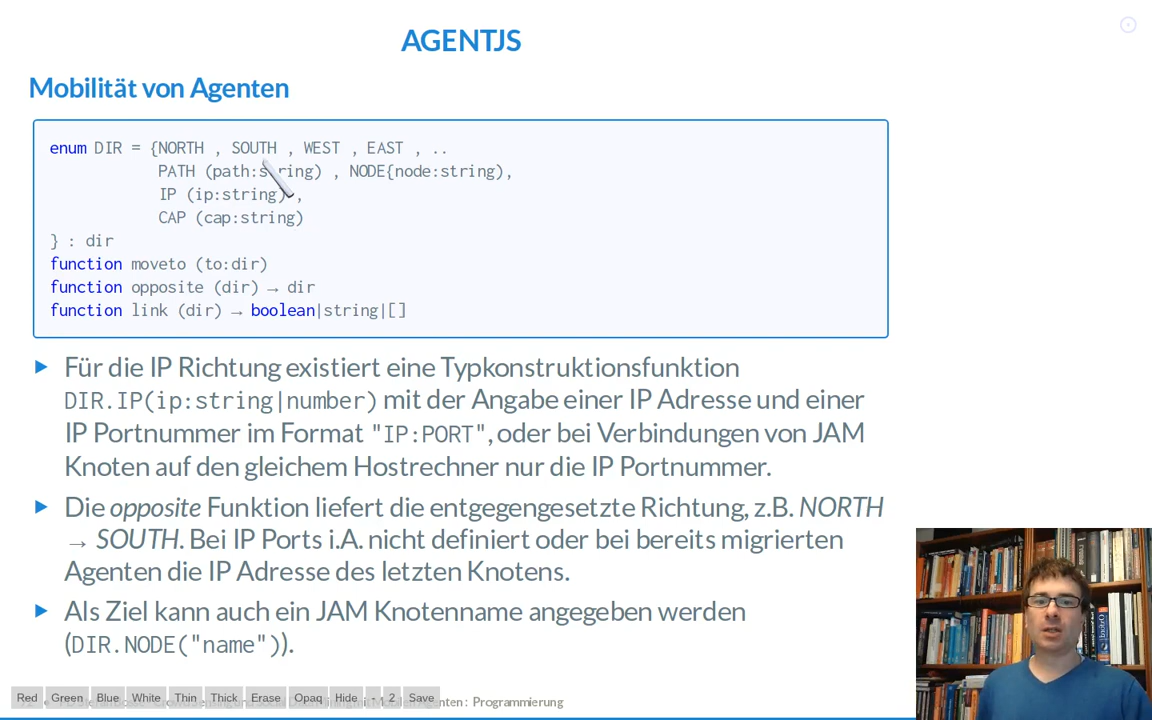 AGENTJS
Mobilität von Agenten
enum DIR = {NORTH , SOUTH , WEST , EAST , ..
PATH (path:string) , NODE{node:string),
IP (ip:string) ,
CAP (cap:string)
} : dir
function moveto (to:dir)
function opposite (dir) → dir
function link (dir) → boolean|string|[]
▶ Für die IP Richtung existiert eine Typkonstruktionsfunktion
DIR.IP(ip:string|number) mit der Angabe einer IP Adresse und einer
IP Portnummer im Format "IP:PORT", oder bei Verbindungen von JAM
Knoten auf den gleichem Hostrechner nur die IP Portnummer.
▶ Die opposite Funktion liefert die entgegengesetzte Richtung, z.B. NORTH
→ SOUTH. Bei IP Ports i.A. nicht definiert oder bei bereits migrierten
Agenten die IP Adresse des letzten Knotens.
▶ Als Ziel kann auch ein JAM Knotenname angegeben werden
(DIR.NODE("name")).
Red Green Blue White Thin Thick Erase Opaq Hide - 2 Save
: Programmierung